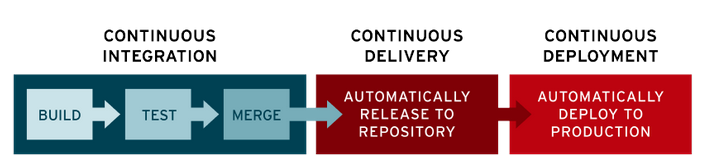 CONTINUOUS
INTEGRATION
CONTINUOUS
DELIVERY
CONTINUOUS
DEPLOYMENT
BUILD
TEST
MERGE
AUTOMATICALLY
RELEASE TO
REPOSITORY
AUTOMATICALLY
DEPLOY TO
PRODUCTION